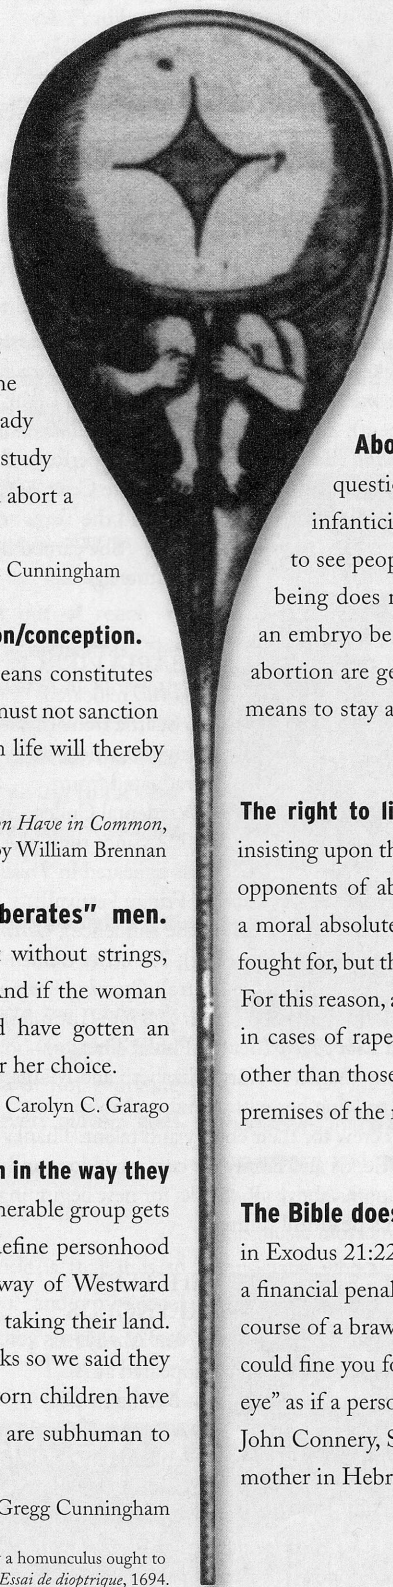 ne
ady
study
abort a
Cunningham
on/conception.
eans constitutes
must not sanction
n life will thereby
on Have in Common,
by William Brennan
berates” men.
without strings,
And if the woman
d have gotten an
r her choice.
Carolyn C. Garago
n in the way they
nerable group gets
efine personhood
way of Westward
taking their land.
ks so we said they
orn children have
are subhuman to
Gregg Cunningham
a homunculus ought to
Essai de dioptrique, 1694.
Abo
questi
infantici
to see peop
being does n
an embryo be
abortion are ge
means to stay a
The right to li
insisting upon th
opponents of ab
a moral absolute
fought for, but th
For this reason, a
in cases of rape
other than those
premises of the
The Bible does
in Exodus 21:22
a financial penal
course of a braw
could fine you fo
eye” as if a perso
John Connery, S
mother in Hebr